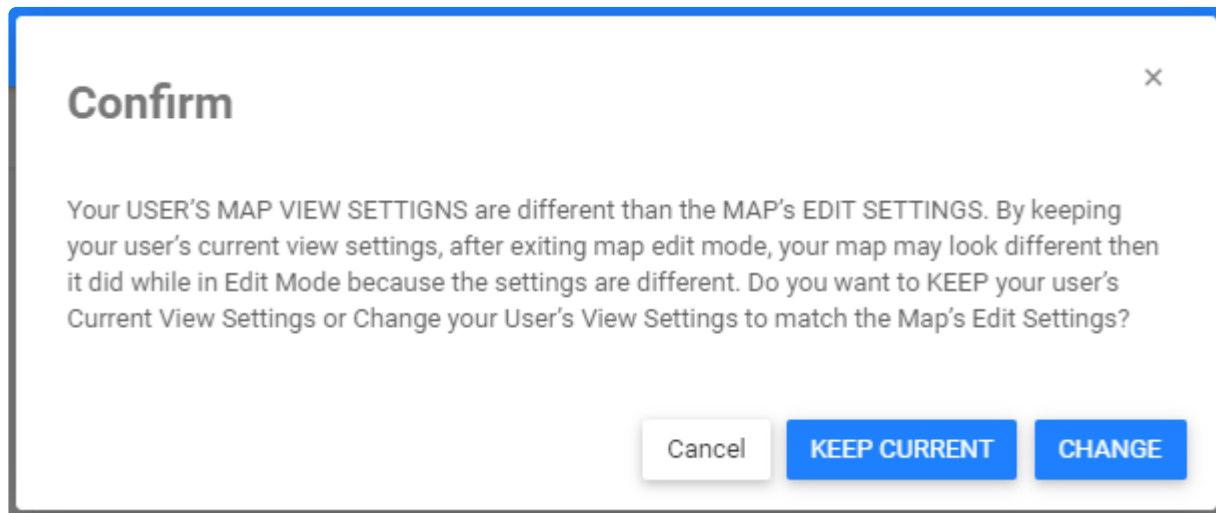 Confirm
×
Your USER’S MAP VIEW SETTIGNS are different than the MAP’s EDIT SETTINGS. By keeping
your user’s current view settings, after exiting map edit mode, your map may look different then
it did while in Edit Mode because the settings are different. Do you want to KEEP your user’s
Current View Settings or Change your User’s View Settings to match the Map’s Edit Settings?
Cancel KEEP CURRENT CHANGE